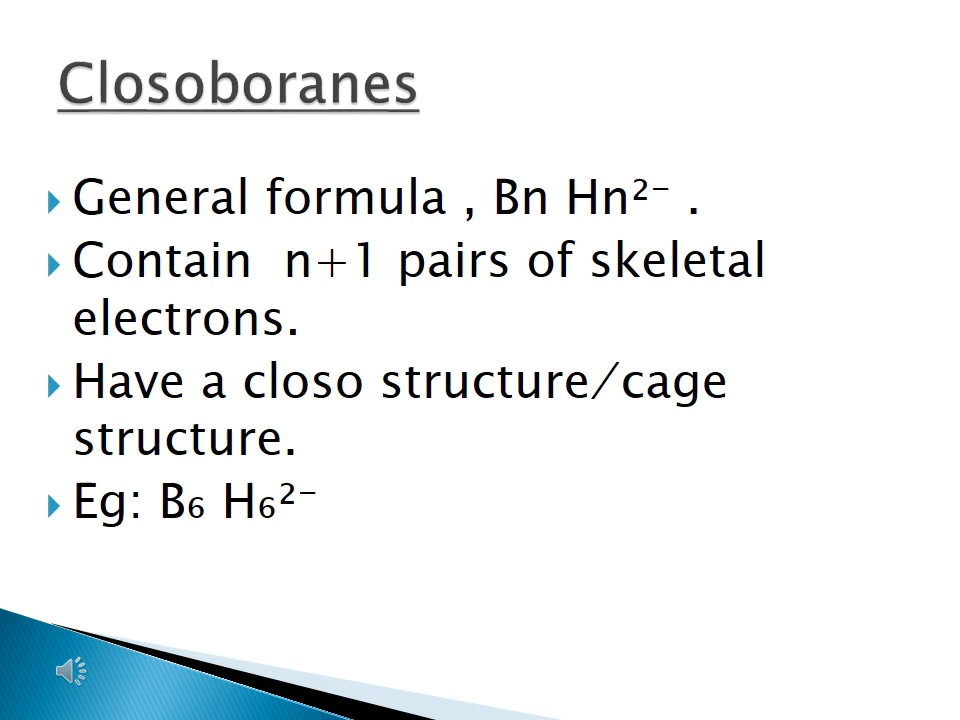 Closoboranes
General formula , Bn Hn²⁻ .
Contain  n+1 pairs of skeletal
electrons.
Have a closo structure/cage
structure.
Eg: B₆ H₆²⁻